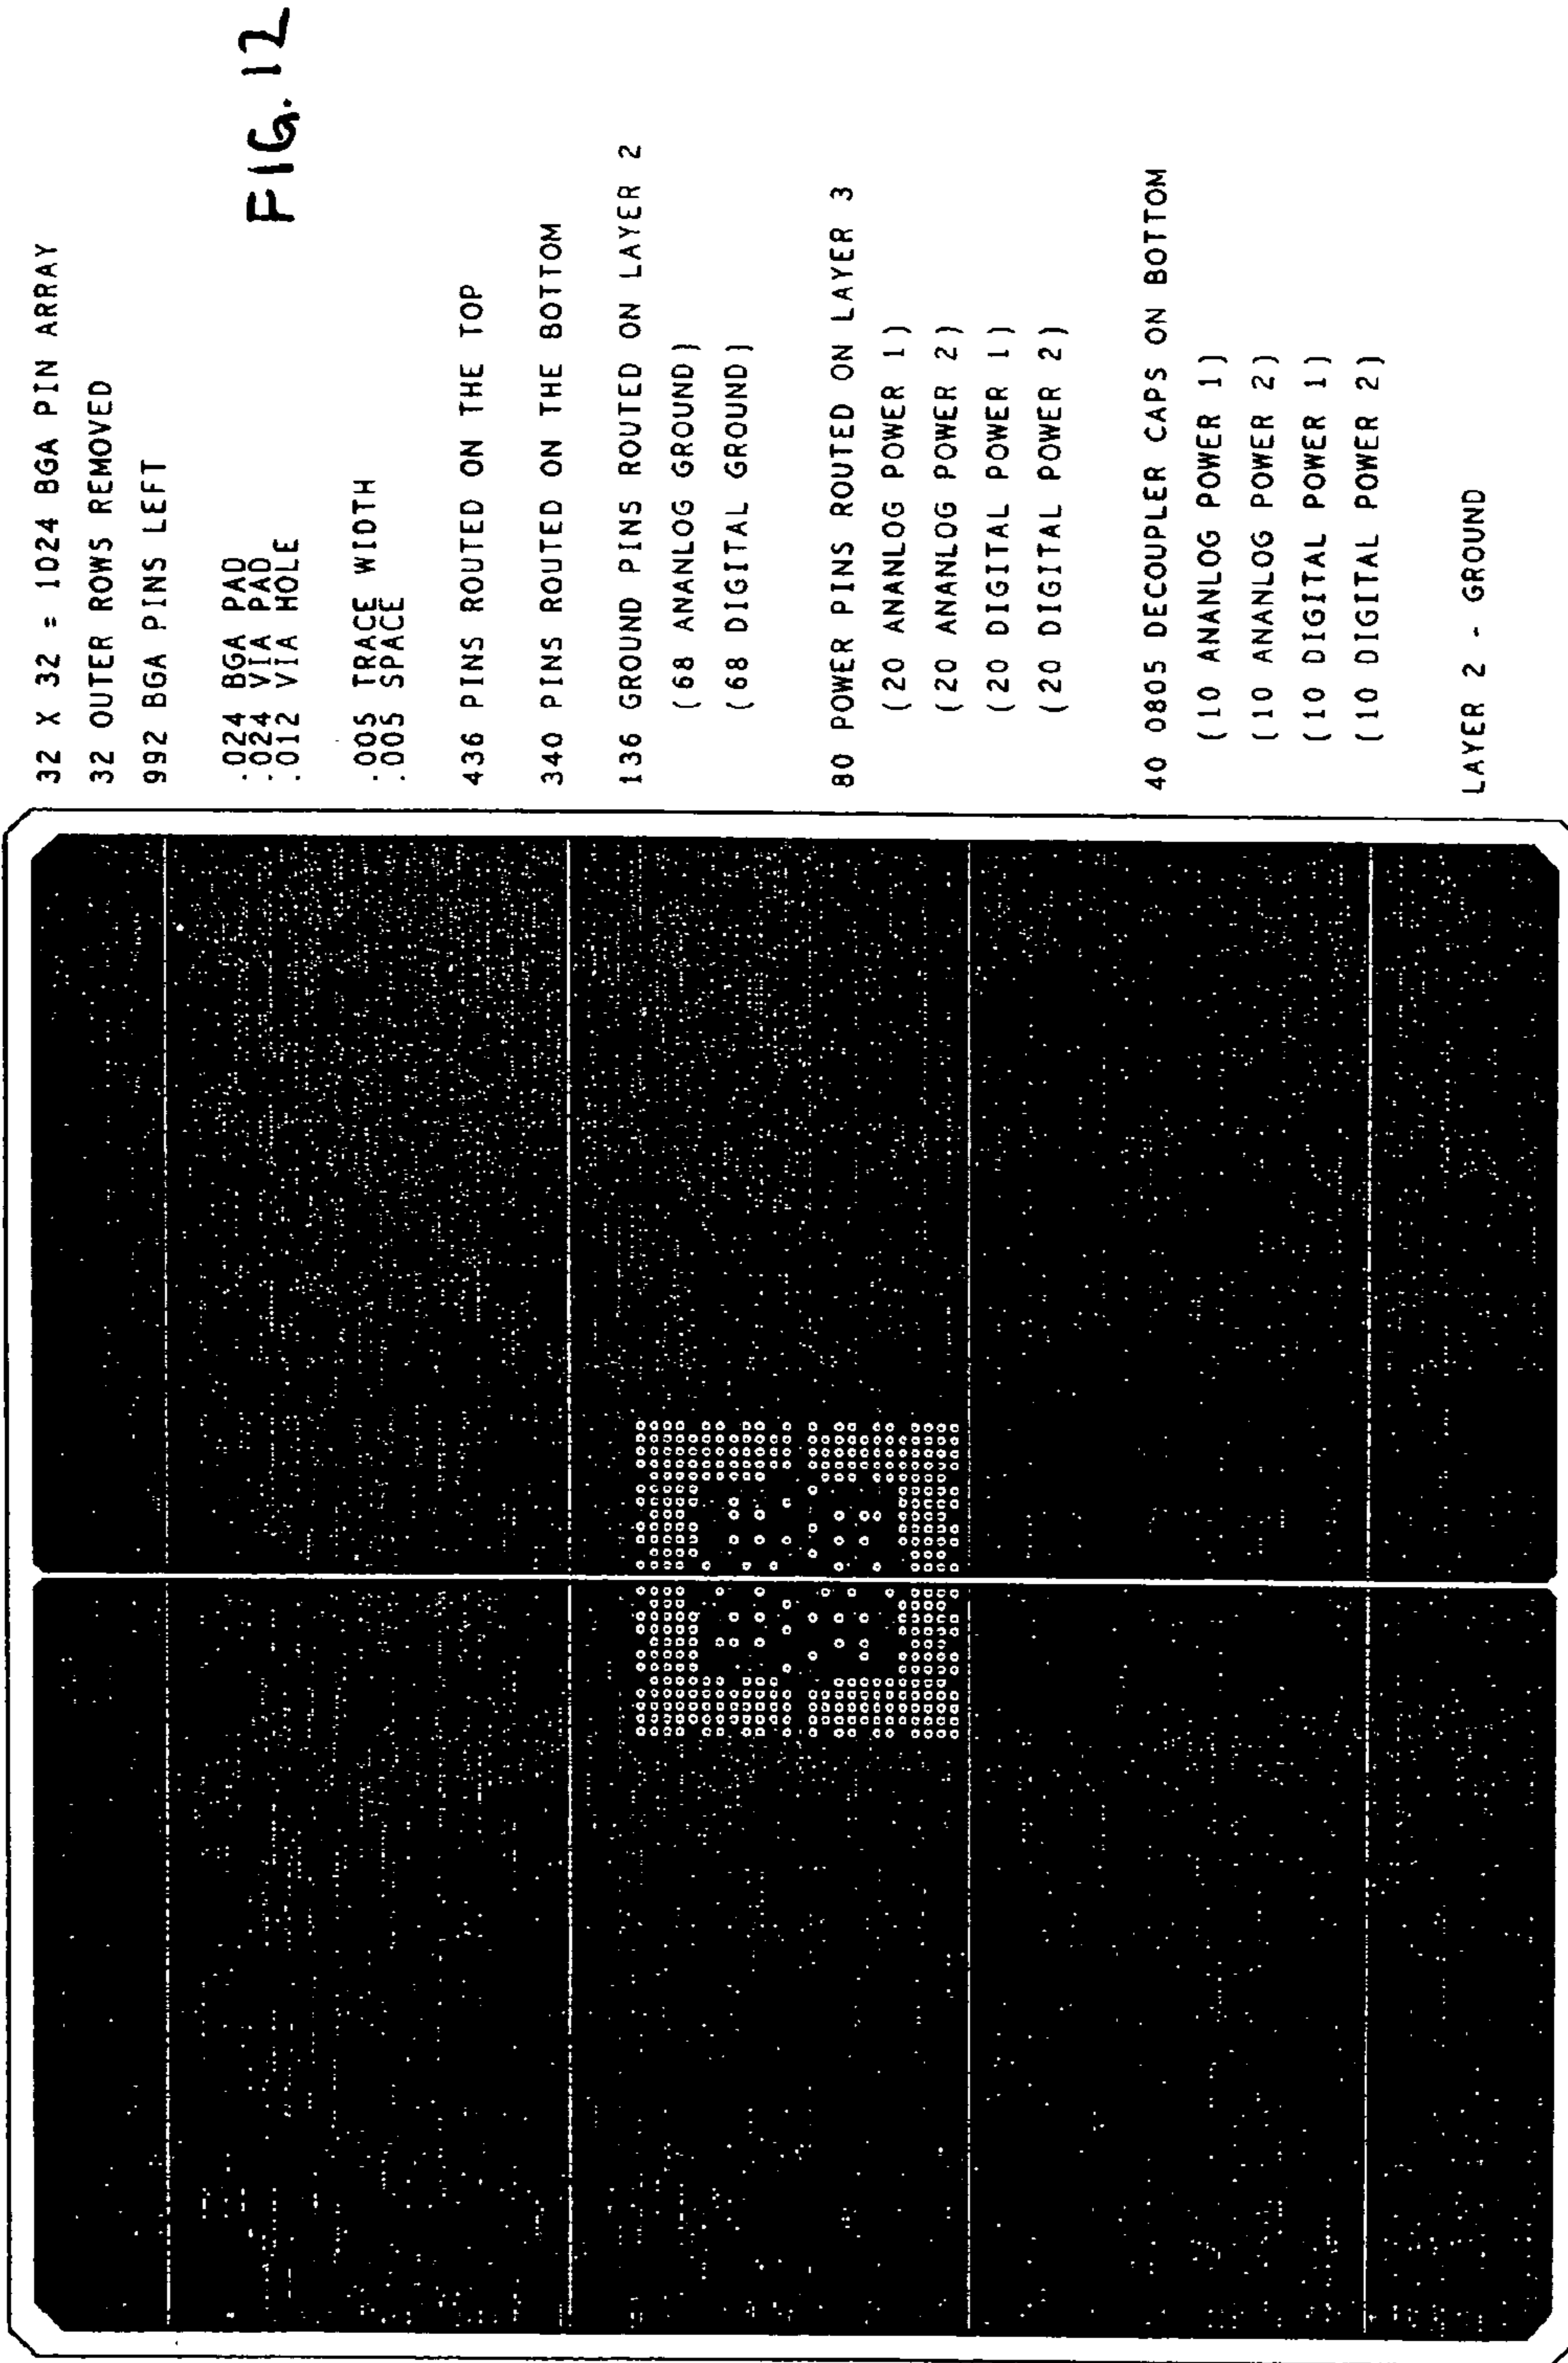 32 X 32 = 1024 BGA PIN ARRAY
32 OUTER ROWS REMOVED
992 BGA PINS LEFT
.024 BGA PAD
.024 VIA PAD
.012 VIA HOLE
.005 TRACE WIDTH
.005 SPACE
436 PINS ROUTED ON THE TOP
340 PINS ROUTED ON THE BOTTOM
136 GROUND PINS ROUTED ON LAYER 2
(68 ANANLOG GROUND)
(68 DIGITAL GROUND)
80 POWER PINS ROUTED ON LAYER 3
(20 ANANLOG POWER 1)
(20 ANANLOG POWER 2)
(20 DIGITAL POWER 1)
(20 DIGITAL POWER 2)
40 0805 DECOUPLER CAPS ON BOTTOM
(10 ANANLOG POWER 1)
(10 ANANLOG POWER 2)
(10 DIGITAL POWER 1)
(10 DIGITAL POWER 2)
LAYER 2 - GROUND
FIG. 12